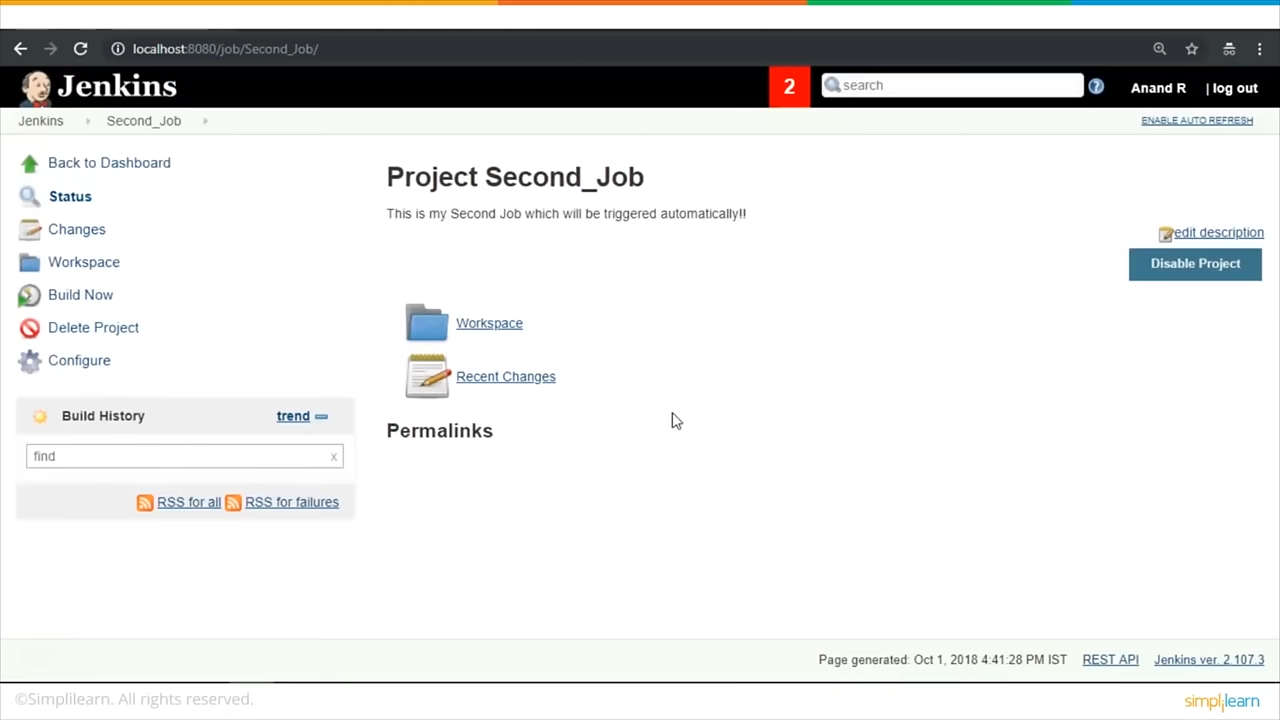 localhost:8080/job/Second_Job/
Jenkins
2
search
Anand R
| log out
Jenkins
Second_Job
ENABLE AUTO REFRESH
Back to Dashboard
Status
Changes
Workspace
Build Now
Delete Project
Configure
Build History
trend
find
x
RSS for all
RSS for failures
Project Second_Job
This is my Second Job which will be triggered automatically!!
edit description
Disable Project
Workspace
Recent Changes
Permalinks
Page generated: Oct 1, 2018 4:41:28 PM IST
REST API
Jenkins ver. 2.107.3
©Simplilearn. All rights reserved.
simplilearn